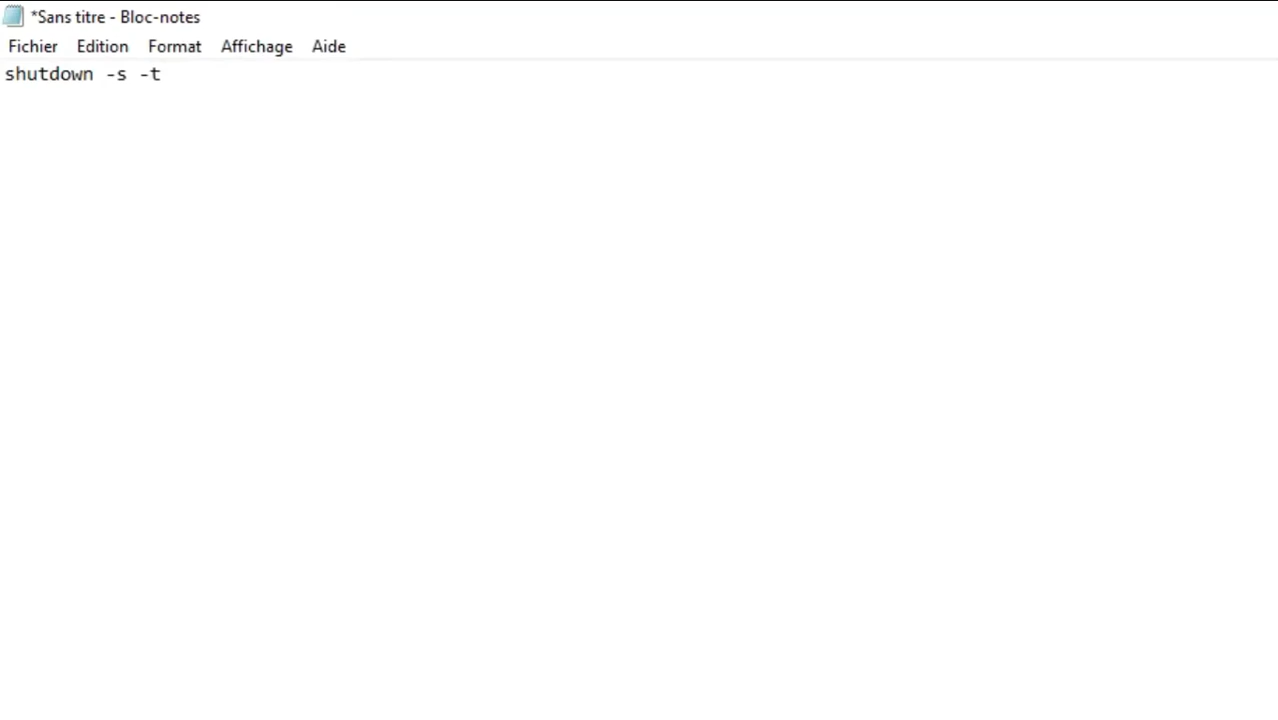 *Sans titre - Bloc-notes
Fichier Edition Format Affichage Aide
shutdown -s -t